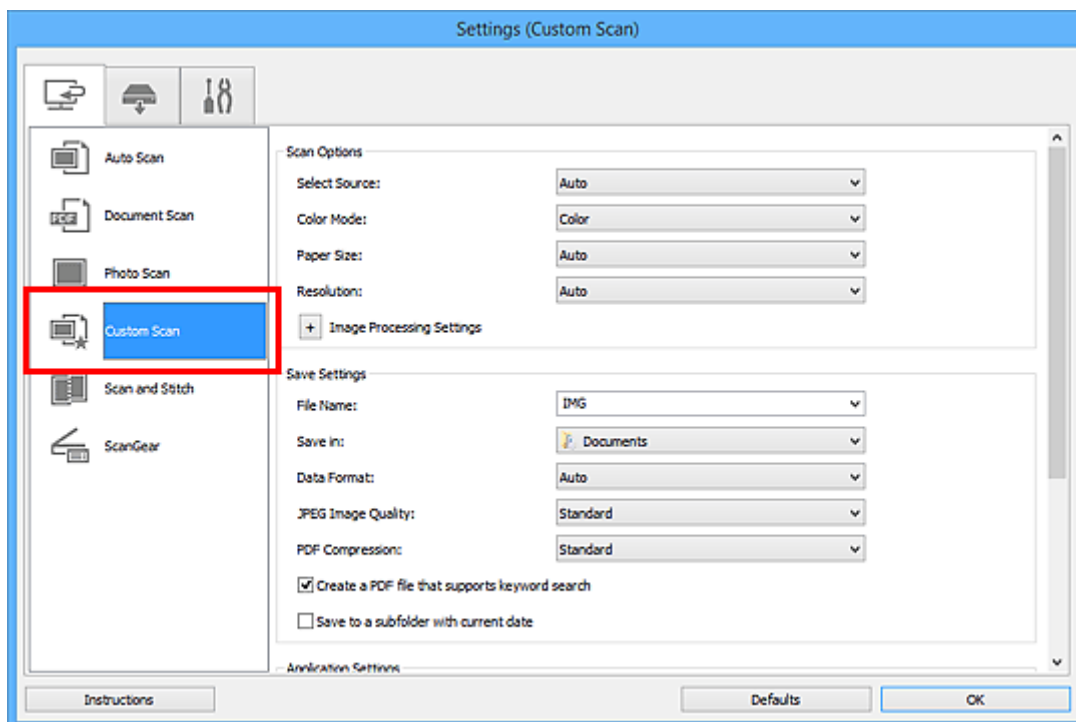 Settings (Custom Scan)
Auto Scan
Document Scan
PDF
Photo Scan
Custom Scan
Scan and Stitch
ScanGear
Scan Options
Select Source: Auto
Color Mode: Color
Paper Size: Auto
Resolution: Auto
+ Image Processing Settings
Save Settings
File Name: IMG
Save in: Documents
Data Format: Auto
JPEG Image Quality: Standard
PDF Compression: Standard
Create a PDF file that supports keyword search
Save to a subfolder with current date
Application Settings
Instructions Defaults OK